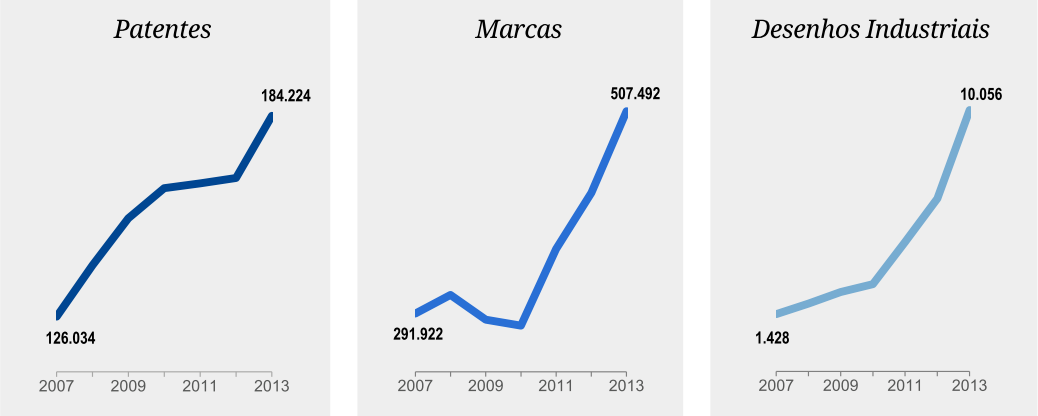 Patentes
184.224
126.034
2007 2009 2011 2013
Marcas
507.492
291.922
2007 2009 2011 2013
Desenhos Industriais
10.056
1.428
2007 2009 2011 2013